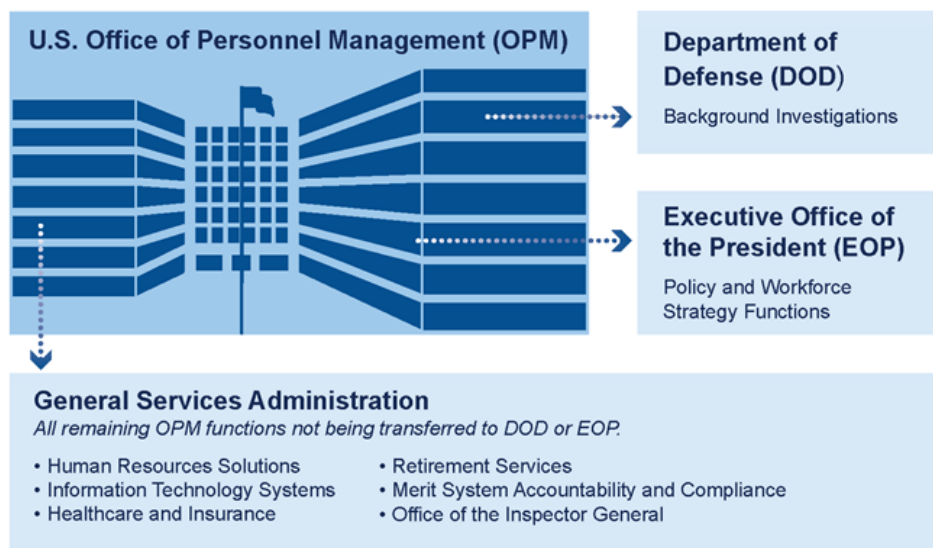 U.S. Office of Personnel Management (OPM)
Department of
Defense (DOD)
Background Investigations
Executive Office of
the President (EOP)
Policy and Workforce
Strategy Functions
General Services Administration
All remaining OPM functions not being transferred to DOD or EOP.
• Human Resources Solutions
• Information Technology Systems
• Healthcare and Insurance
• Retirement Services
• Merit System Accountability and Compliance
• Office of the Inspector General